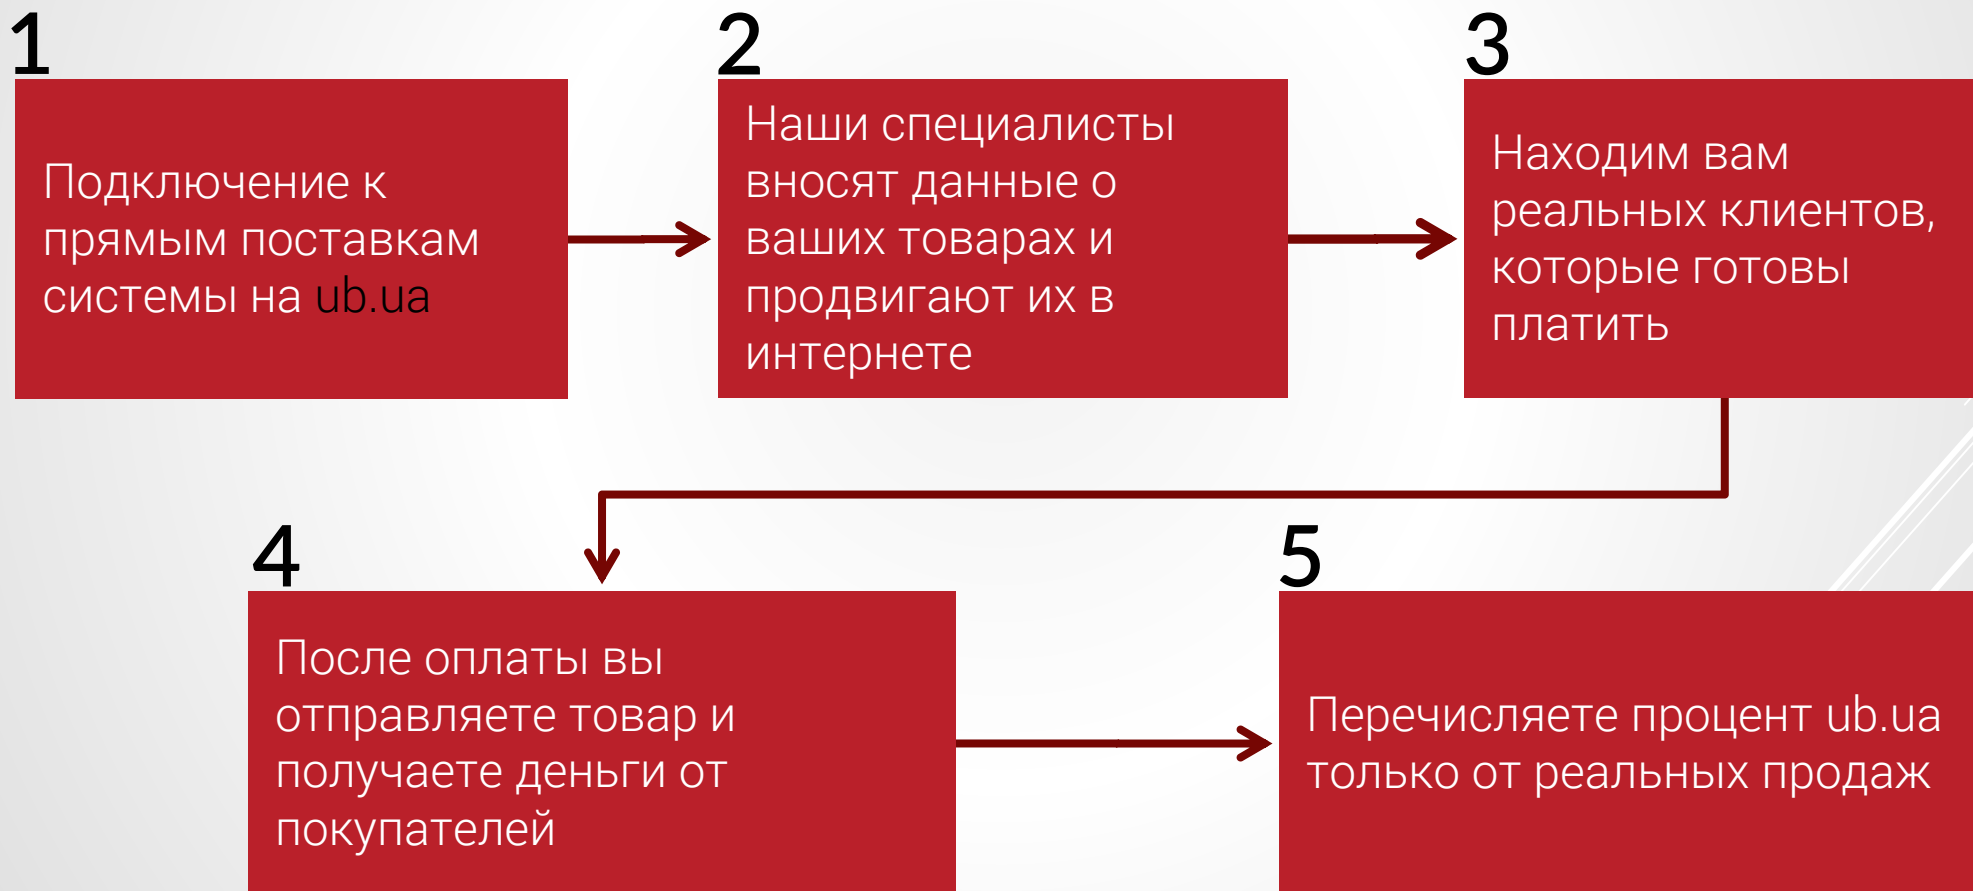 1
Подключение к
прямым поставкам
системы на ub.ua
2
Наши специалисты
вносят данные о
ваших товарах и
продвигают их в
интернете
3
Находим вам
реальных клиентов,
которые готовы
платить
4
После оплаты вы
отправляете товар и
получаете деньги от
покупателей
5
Перечисляете процент ub.ua
только от реальных продаж